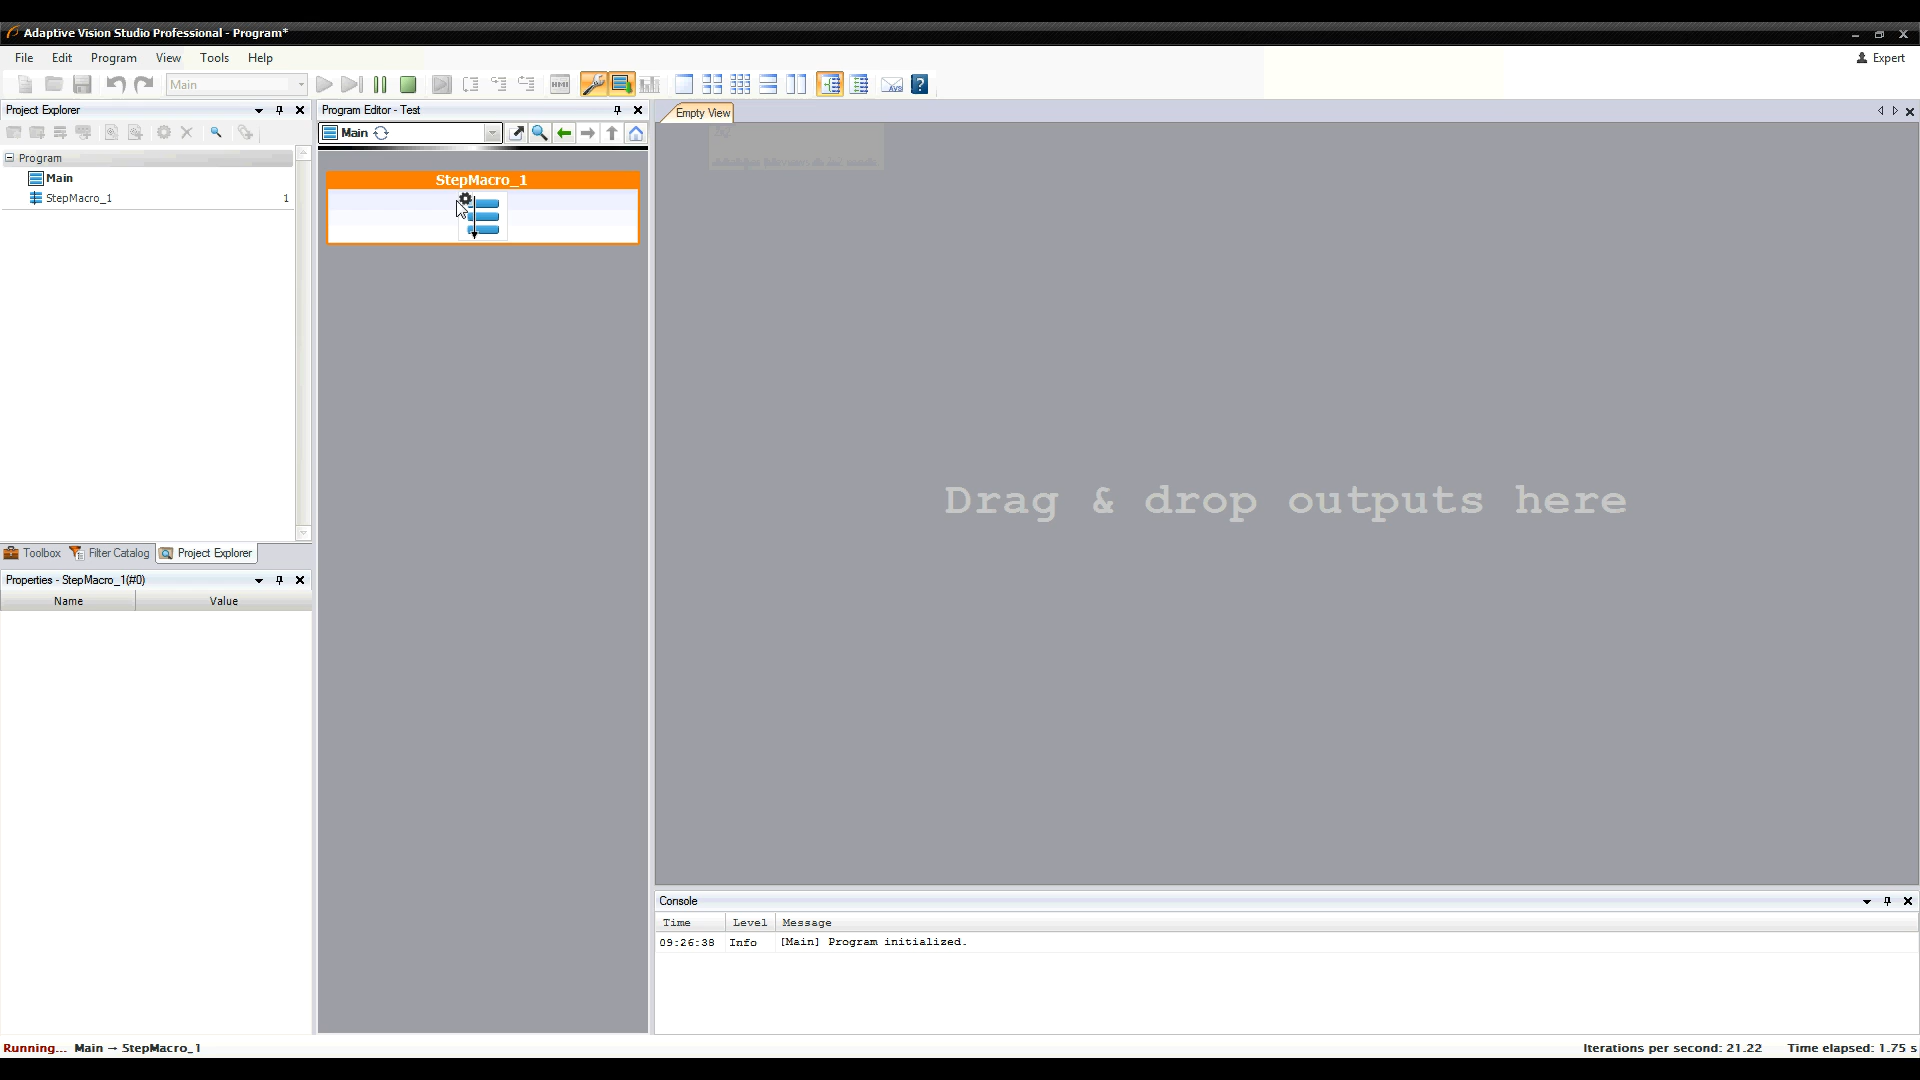 Adaptive Vision Studio Professional - Program*
File Edit Program View Tools Help
Expert
Main
HMI
AVS
Project Explorer
Program
Main
StepMacro_1 1
Toolbox Filter Catalog Project Explorer
Properties - StepMacro_1(#0)
Name Value
Program Editor - Test
Main
StepMacro_1
Empty View
Drag & drop outputs here
Console
Time Level Message
09:26:38 Info [Main] Program initialized.
Running... Main → StepMacro_1
Iterations per second: 21.22 Time elapsed: 1.75 s